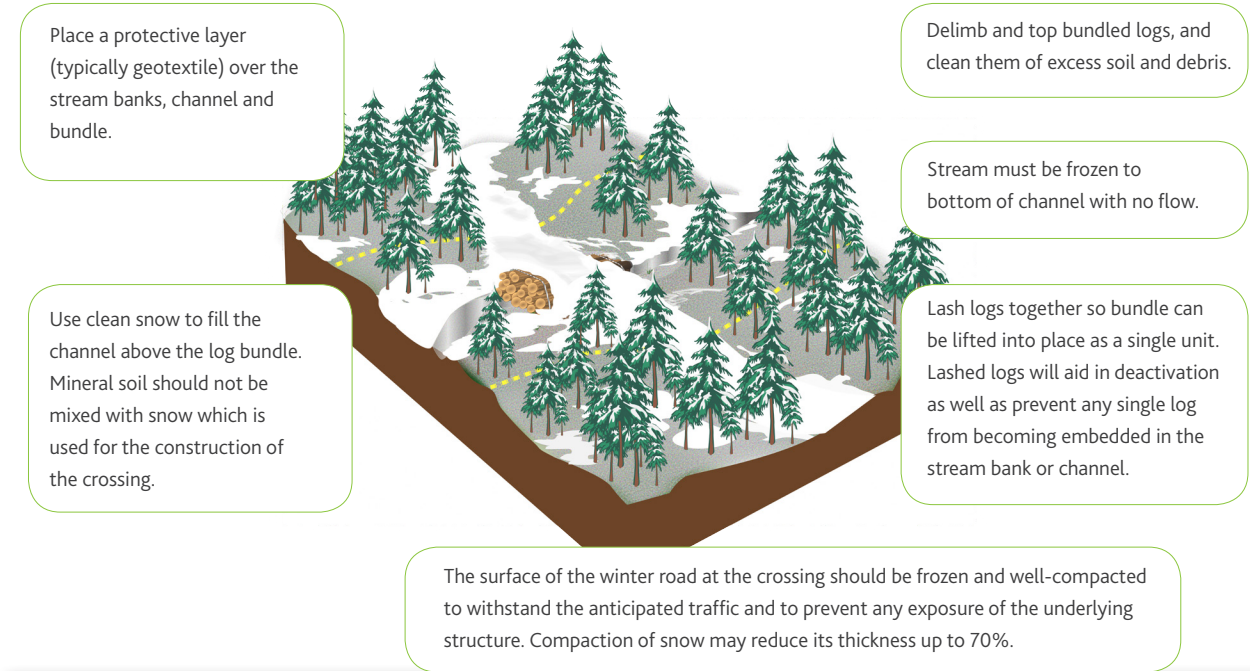 Place a protective layer
(typically geotextile) over the
stream banks, channel and
bundle.
Delimb and top bundled logs, and
clean them of excess soil and debris.
Stream must be frozen to
bottom of channel with no flow.
Use clean snow to fill the
channel above the log bundle.
Mineral soil should not be
mixed with snow which is
used for the construction of
the crossing.
Lash logs together so bundle can
be lifted into place as a single unit.
Lashed logs will aid in deactivation
as well as prevent any single log
from becoming embedded in the
stream bank or channel.
The surface of the winter road at the crossing should be frozen and well-compacted
to withstand the anticipated traffic and to prevent any exposure of the underlying
structure. Compaction of snow may reduce its thickness up to 70%.